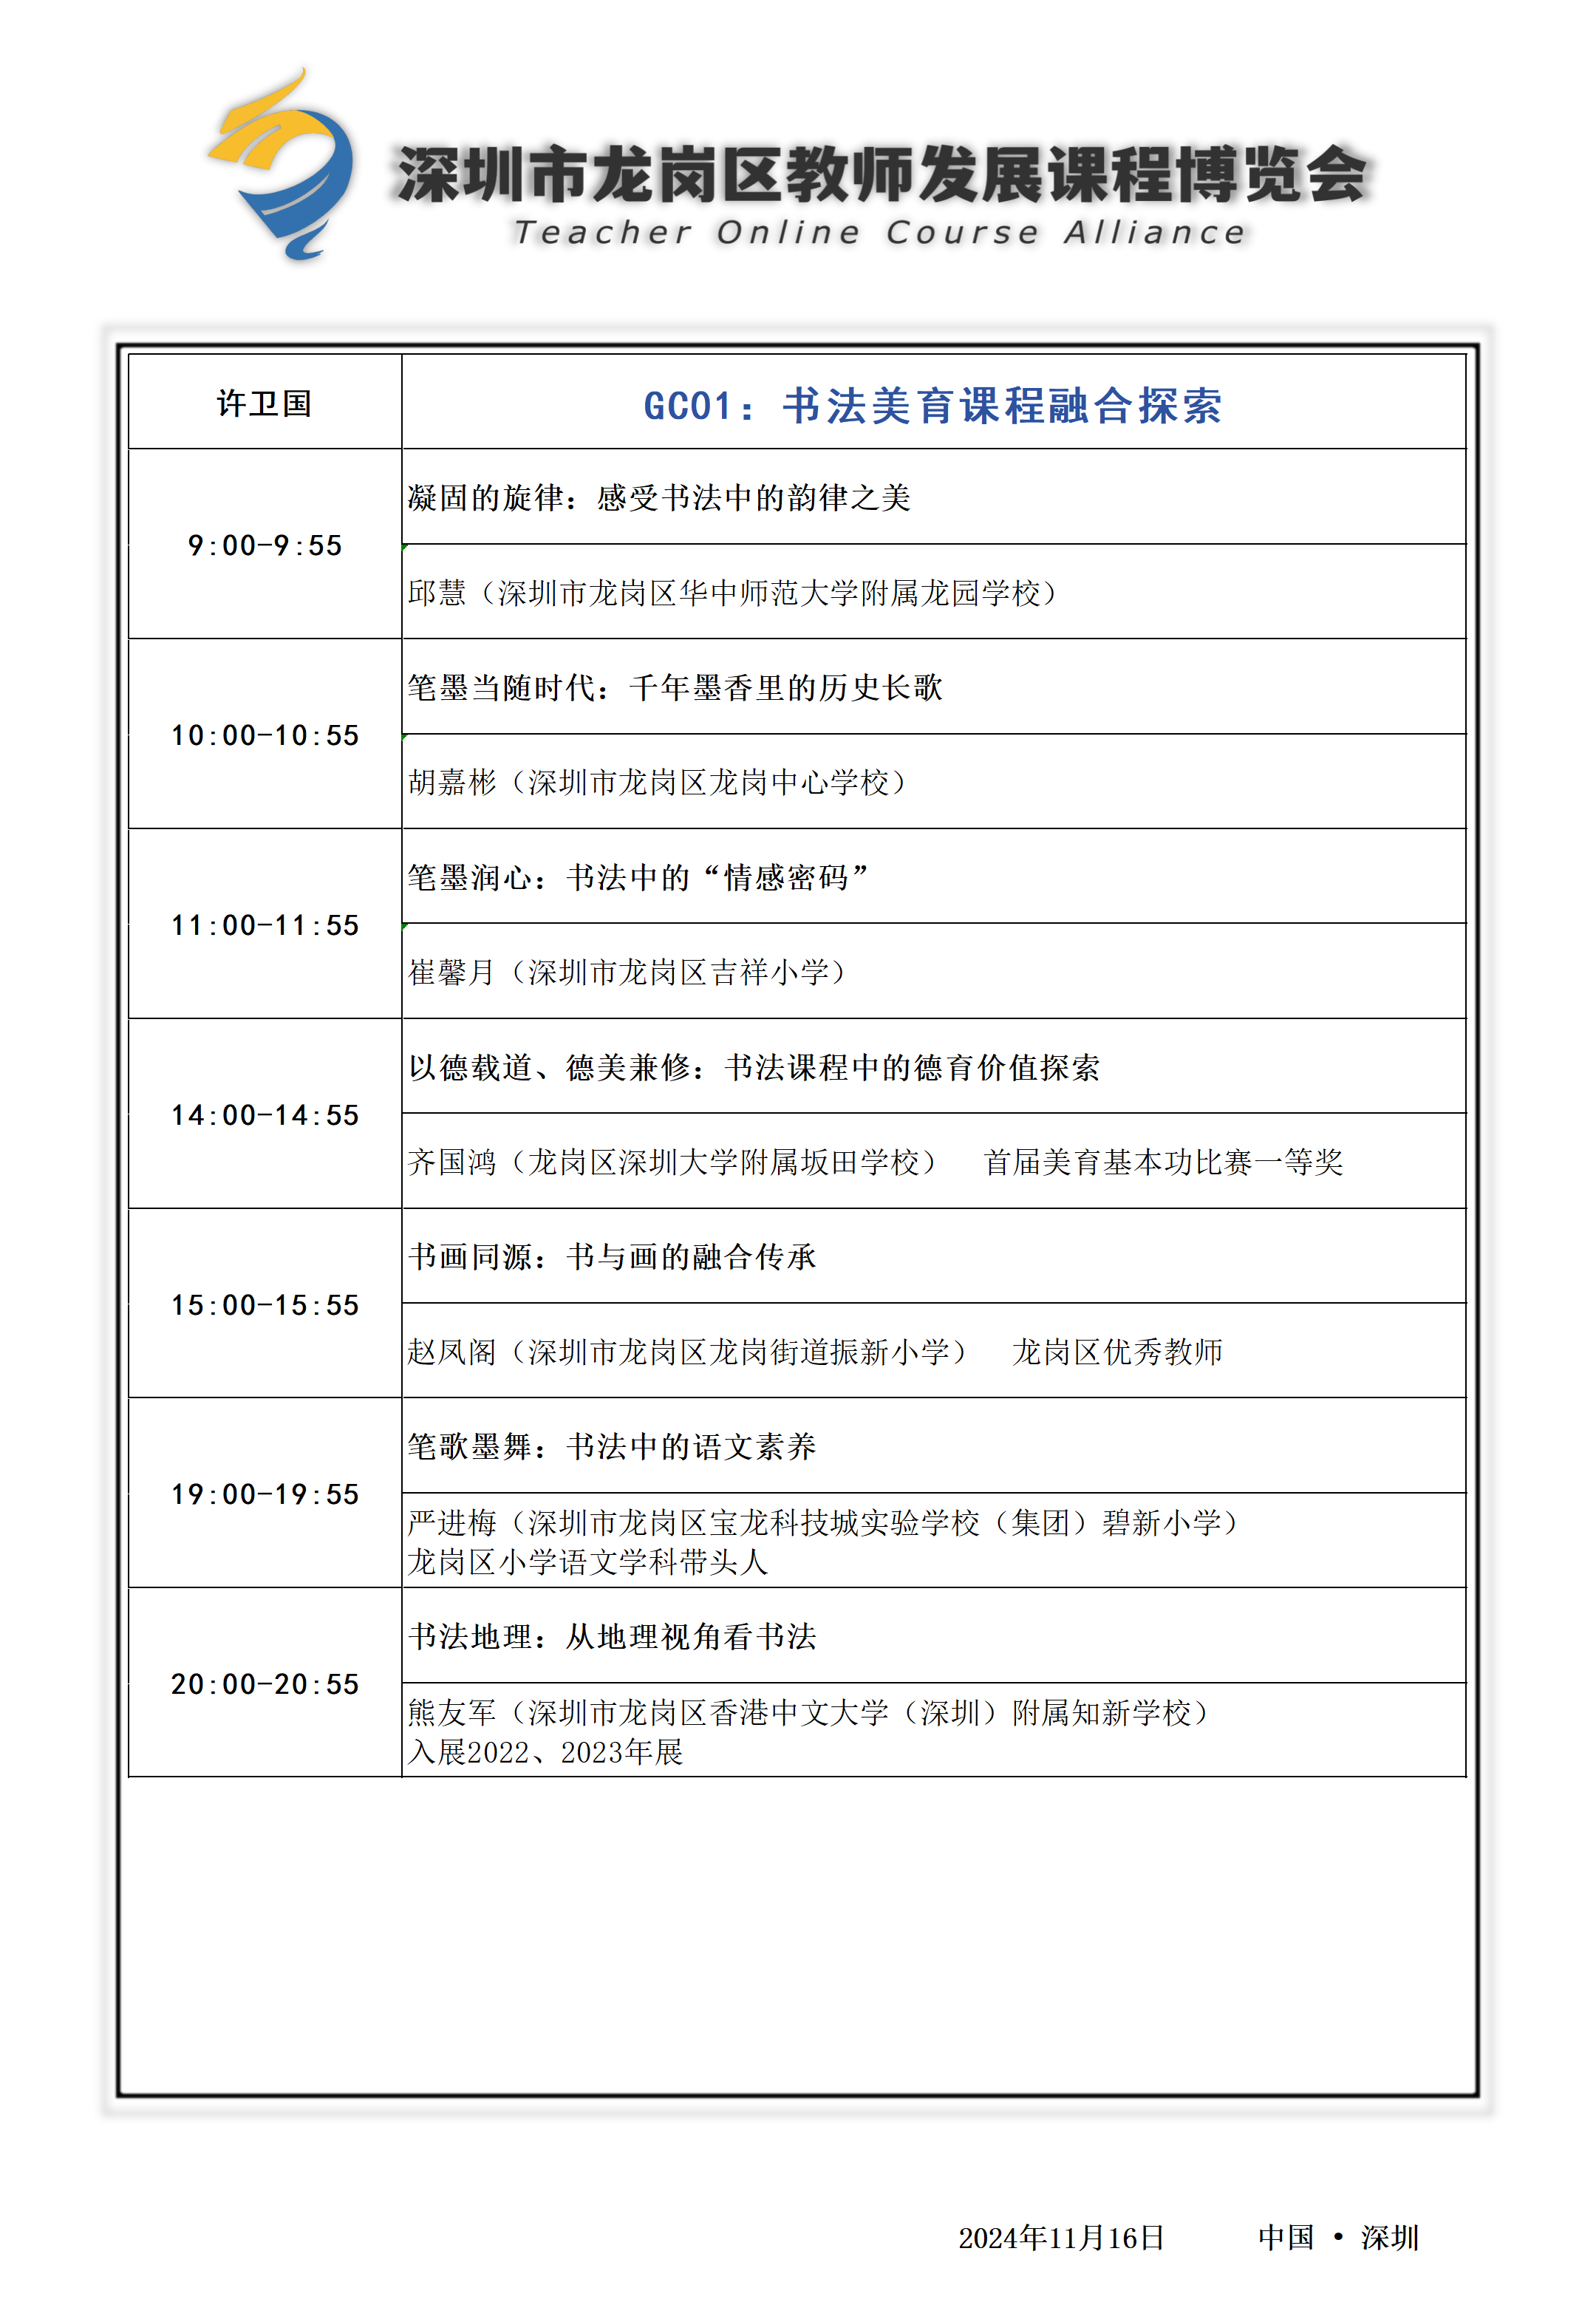 深圳市龙岗区教师发展课程博览会
Teacher Online Course Alliance
许卫国
GC01：书法美育课程融合探索
9:00-9:55
凝固的旋律：感受书法中的韵律之美
邱慧（深圳市龙岗区华中师范大学附属龙园学校）
10:00-10:55
笔墨当随时代：千年墨香里的历史长歌
胡嘉彬（深圳市龙岗区龙岗中心学校）
11:00-11:55
笔墨润心：书法中的“情感密码”
崔馨月（深圳市龙岗区吉祥小学）
14:00-14:55
以德载道、德美兼修：书法课程中的德育价值探索
齐国鸿（龙岗区深圳大学附属坂田学校） 首届美育基本功比赛一等奖
15:00-15:55
书画同源：书与画的融合传承
赵凤阁（深圳市龙岗区龙岗街道振新小学） 龙岗区优秀教师
19:00-19:55
笔歌墨舞：书法中的语文素养
严进梅（深圳市龙岗区宝龙科技城实验学校（集团）碧新小学）
龙岗区小学语文学科带头人
20:00-20:55
书法地理：从地理视角看书法
熊友军（深圳市龙岗区香港中文大学（深圳）附属知新学校）
入展2022、2023年展
2024年11月16日 中国 · 深圳